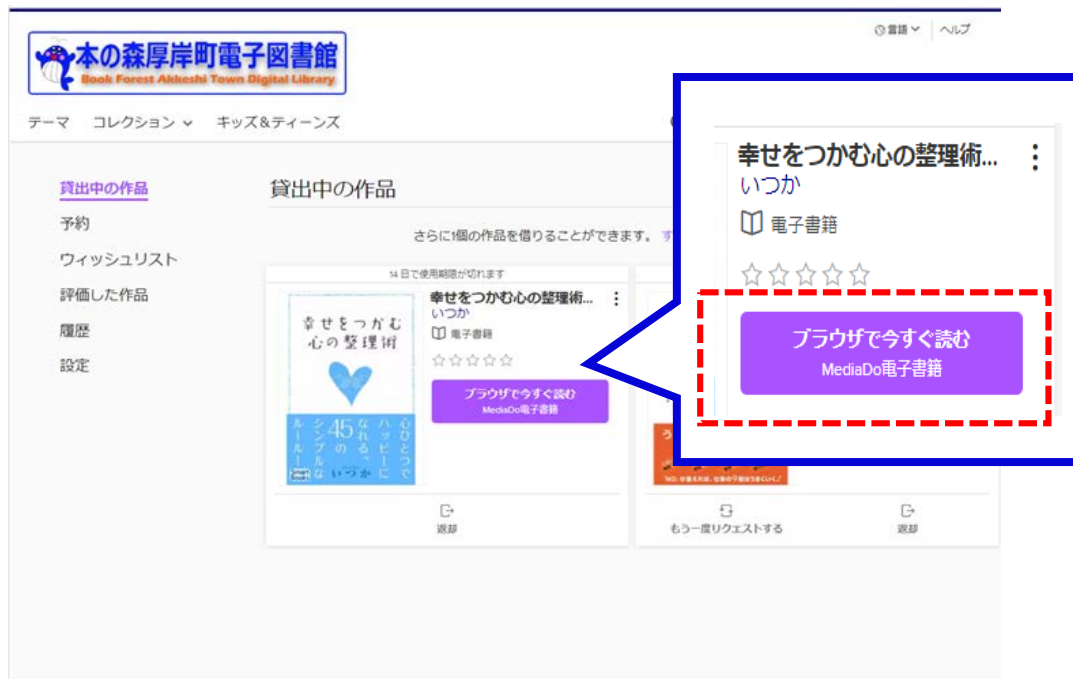 言語
ヘルプ
本の森厚岸町電子図書館
Book Forest Akkeshi Town Digital Library
テーマ
コレクション
キッズ&ティーンズ
貸出中の作品
予約
ウィッシュリスト
評価した作品
履歴
設定
貸出中の作品
さらに1個の作品を借りることができます。 す
14 日で使用期限が切れます
幸せをつかむ
心の整理術
心ひとつで
ハッピーに
なれる、
45の
シンプルな
ルール！
いつか
幸せをつかむ心の整理術...
いつか
電子書籍
ブラウザで今すぐ読む
MediaDo電子書籍
返却
う
もう一度リクエストする
返却
幸せをつかむ心の整理術...
いつか
電子書籍
ブラウザで今すぐ読む
MediaDo電子書籍